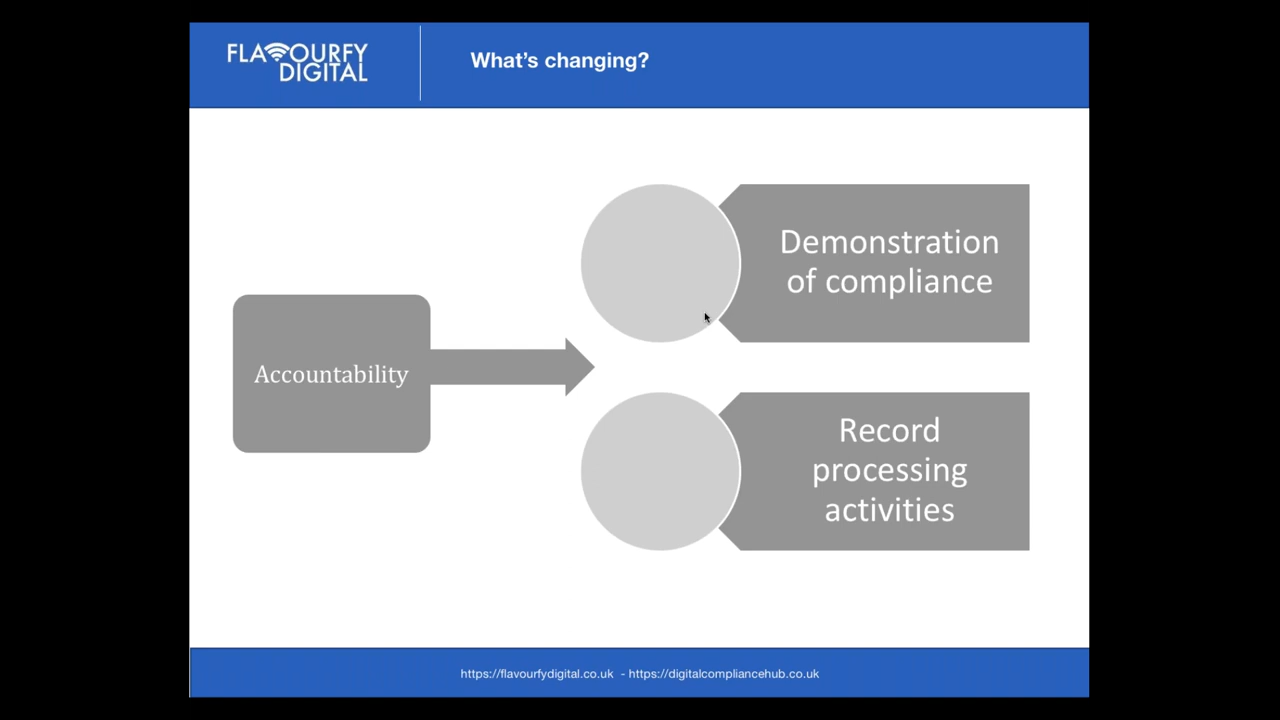 FLAVOURFY
DIGITAL
What’s changing?
Demonstration
of compliance
Accountability
Record
processing
activities
https://flavourfydigital.co.uk - https://digitalcompliancehub.co.uk